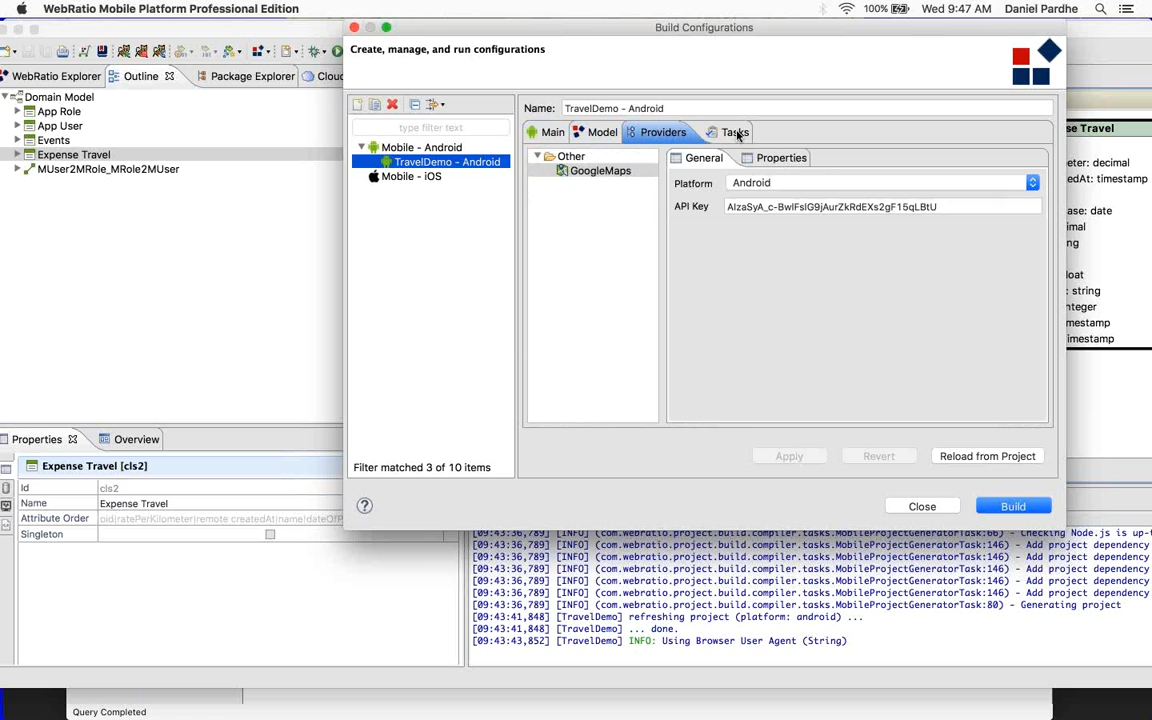 WebRatio Mobile Platform Professional Edition
100%
Wed 9:47 AM
Daniel Pardhe
Build Configurations
Create, manage, and run configurations
WebRatio Explorer
Outline
Package Explorer
Cloud
Domain Model
App Role
App User
Events
Expense Travel
MUser2MRole_MRole2MUser
type filter text
Mobile - Android
TravelDemo - Android
Mobile - iOS
Filter matched 3 of 10 items
Name: TravelDemo - Android
Main
Model
Providers
Tasks
Other
GoogleMaps
General
Properties
Platform Android
API Key
Apply
Revert
Reload from Project
Close
Build
se Travel
eter: decimal
edAt: timestamp
ase: date
imal
ng
loat
: string
nteger
mestamp
imestamp
Properties
Overview
Expense Travel [cls2]
Id cls2
Name Expense Travel
Attribute Order oid|ratePerKilometer|remote createdAt|name|dateOfP
Singleton
[09:43:36,789] [INFO] (com.webratio.project.build.compiler.tasks.MobileProjectGeneratorTask:66) - Checking Node.js is up-t
[09:43:36,789] [INFO] (com.webratio.project.build.compiler.tasks.MobileProjectGeneratorTask:146) - Add project dependency
[09:43:36,789] [INFO] (com.webratio.project.build.compiler.tasks.MobileProjectGeneratorTask:146) - Add project dependency
[09:43:36,789] [INFO] (com.webratio.project.build.compiler.tasks.MobileProjectGeneratorTask:146) - Add project dependency
[09:43:36,789] [INFO] (com.webratio.project.build.compiler.tasks.MobileProjectGeneratorTask:146) - Add project dependency
[09:43:36,789] [INFO] (com.webratio.project.build.compiler.tasks.MobileProjectGeneratorTask:146) - Add project dependency
[09:43:36,789] [INFO] (com.webratio.project.build.compiler.tasks.MobileProjectGeneratorTask:80) - Generating project
[09:43:41,848] [TravelDemo] refreshing project (platform: android) ...
[09:43:41,848] [TravelDemo] ... done.
[09:43:43,852] [TravelDemo] INFO: Using Browser User Agent (String)
Query Completed